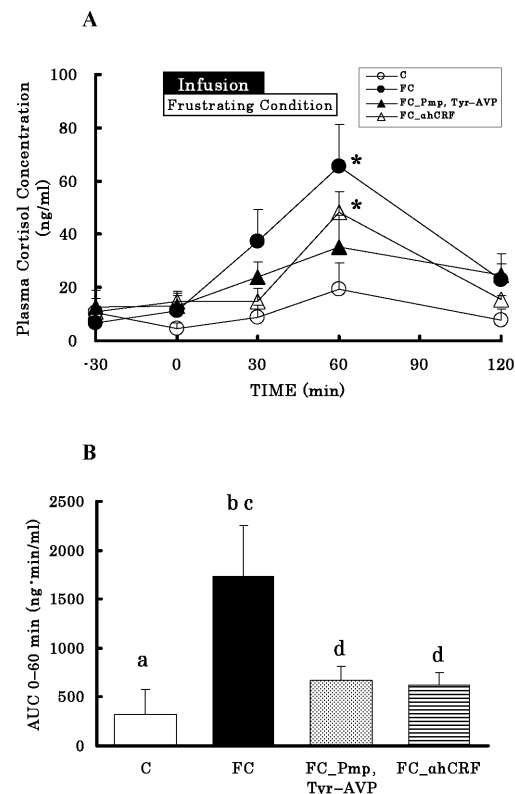 A
Plasma Cortisol Concentration
(ng/ml)
100
80
60
40
20
0
Infusion
Frustrating Condition
C
FC
FC_Pmp, Tyr-AVP
FC_αhCRF
*
*
-30 0 30 60 90 120
TIME (min)
B
AUC 0–60 min (ng·min/ml)
2500
2000
1500
1000
500
0
a
b c
d
d
C FC FC_Pmp, FC_αhCRF
Tyr–AVP